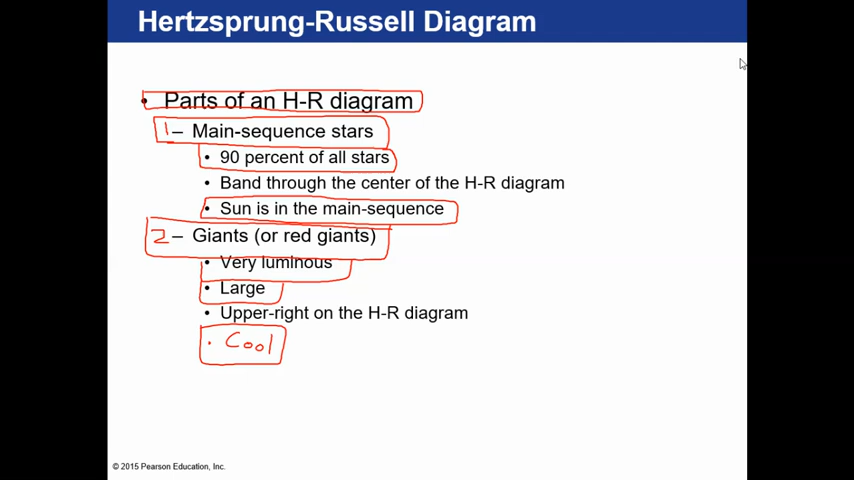 Hertzsprung-Russell Diagram
• Parts of an H-R diagram
1– Main-sequence stars
• 90 percent of all stars
• Band through the center of the H-R diagram
• Sun is in the main-sequence
2– Giants (or red giants)
• Very luminous
• Large
• Upper-right on the H-R diagram
• Cool
© 2015 Pearson Education, Inc.